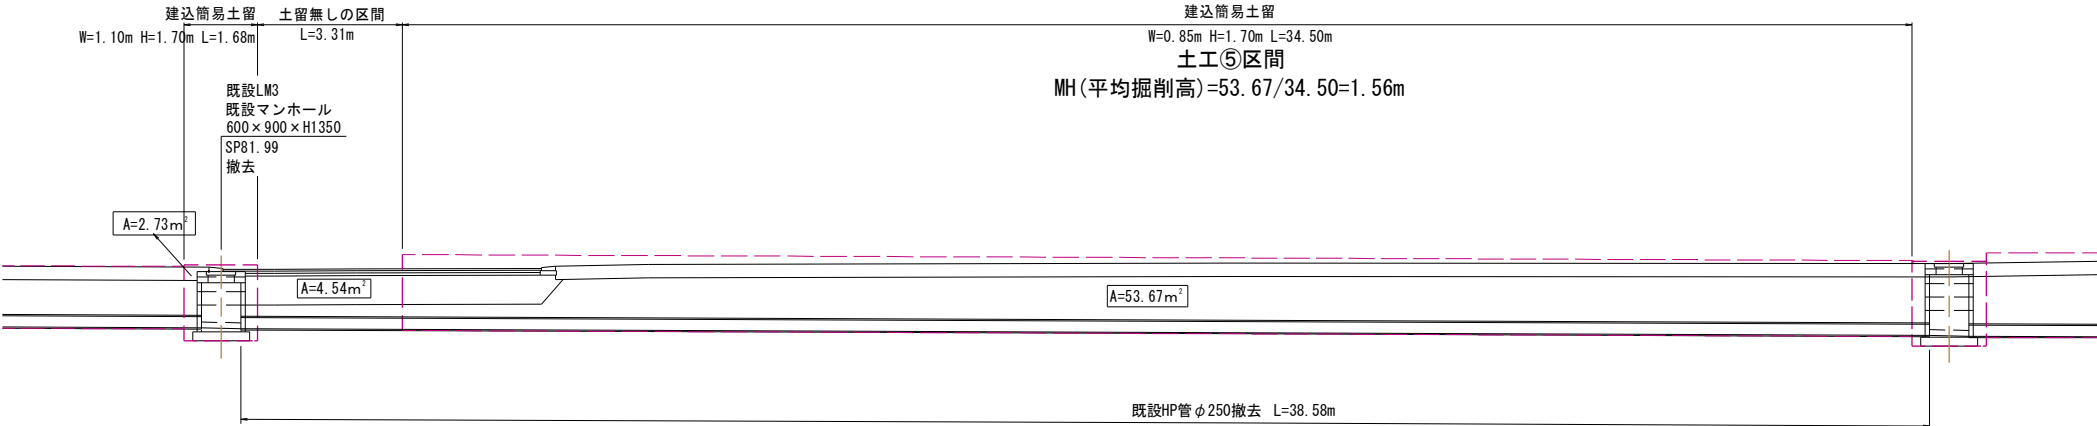 建込簡易土留
W=1.10m H=1.70m L=1.68m
土留無しの区間
L=3.31m
建込簡易土留
W=0.85m H=1.70m L=34.50m
土工⑤区間
MH(平均掘削高)=53.67/34.50=1.56m
既設LM3
既設マンホール
600×900×H1350
SP81.99
撤去
A=2.73m²
A=4.54m²
A=53.67m²
既設HP管φ250撤去 L=38.58m